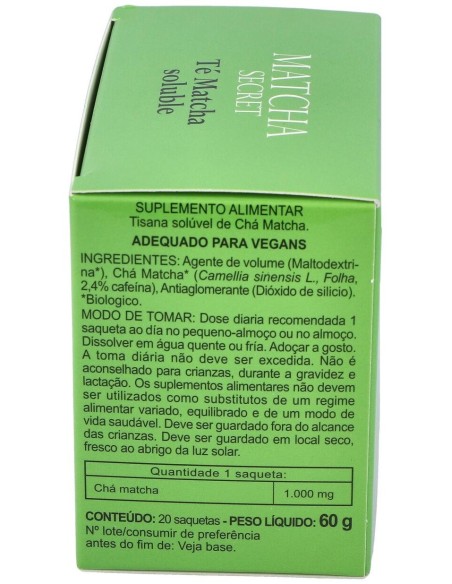 MATCHA
SECRET
Té Matcha
soluble
SUPLEMENTO ALIMENTAR
Tisana solúvel de Chá Matcha.
ADEQUADO PARA VEGANS
INGREDIENTES: Agente de volume (Maltodextri-
na*), Chá Matcha* (Camellia sinensis L., Folha,
2,4% cafeína), Antiaglomerante (Dióxido de silicio).
*Biologico.
MODO DE TOMAR: Dose diaria recomendada 1
saqueta ao día no pequeno-almoço ou no almoço.
Dissolver em água quente ou fría. Adoçar a gosto.
A toma diária não deve ser excedida. Não é
aconselhado para crianzas, durante a gravidez e
lactação. Os suplementos alimentares não devem
ser utilizados como substitutos de um regime
alimentar variado, equilibrado e de um modo de
vida saudável. Deve ser guardado fora do alcance
das crianzas. Deve ser guardado em local seco,
fresco ao abrigo da luz solar.
Quantidade 1 saqueta:
Chá matcha 1.000 mg
CONTEÚDO: 20 saquetas - PESO LÍQUIDO: 60 g
Nº lote/consumir de preferência
antes do fim de: Veja base.